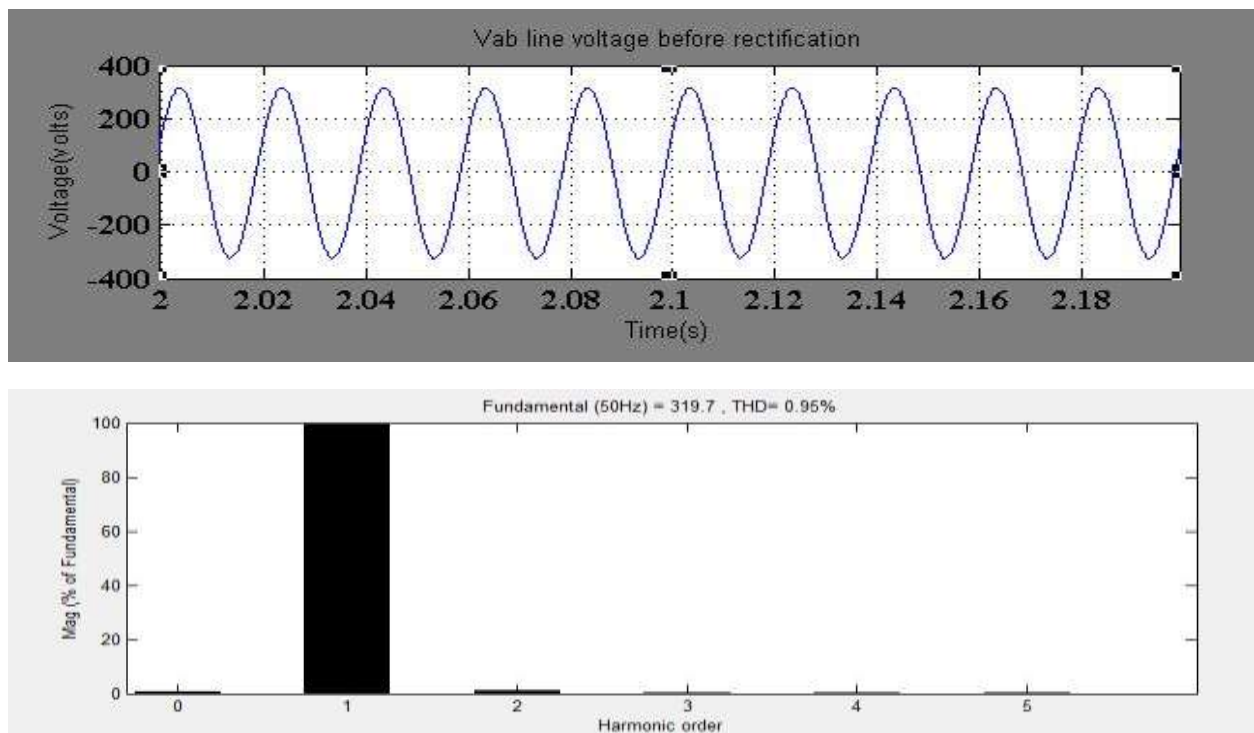 Vab line voltage before rectification
Voltage(volts)
400
200
0
-200
-400
2 2.02 2.04 2.06 2.08 2.1 2.12 2.14 2.16 2.18
Time(s)
Fundamental (50Hz) = 319.7 , THD= 0.95%
Mag (% of Fundamental)
100
80
60
40
20
0
0 1 2 3 4 5
Harmonic order